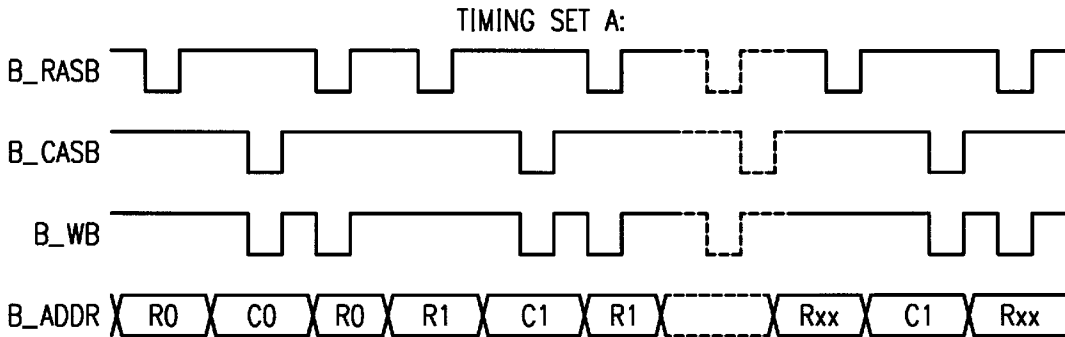 TIMING SET A:
B_RASB
B_CASB
B_WB
B_ADDR R0 C0 R0 R1 C1 R1 Rxx C1 Rxx